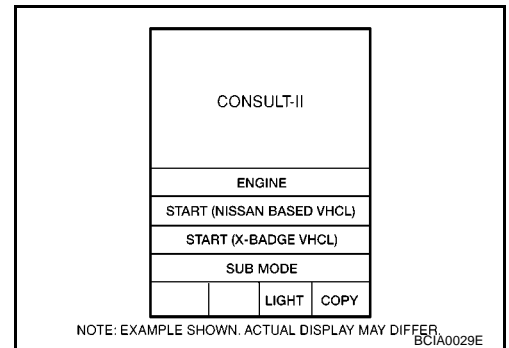 CONSULT-II
ENGINE
START (NISSAN BASED VHCL)
START (X-BADGE VHCL)
SUB MODE
LIGHT COPY
NOTE: EXAMPLE SHOWN. ACTUAL DISPLAY MAY DIFFER.
BCIA0029E